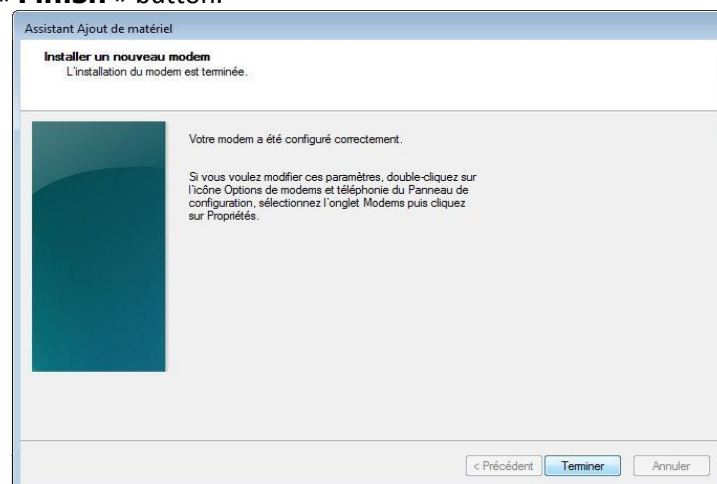 « Finish » button.
Assistant Ajout de matériel
Installer un nouveau modem
L'installation du modem est terminée.
Votre modem a été configuré correctement.
Si vous voulez modifier ces paramètres, double-cliquez sur
l'icône Options de modems et téléphonie du Panneau de
configuration, sélectionnez l'onglet Modems puis cliquez
sur Propriétés.
< Précédent Terminer Annuler